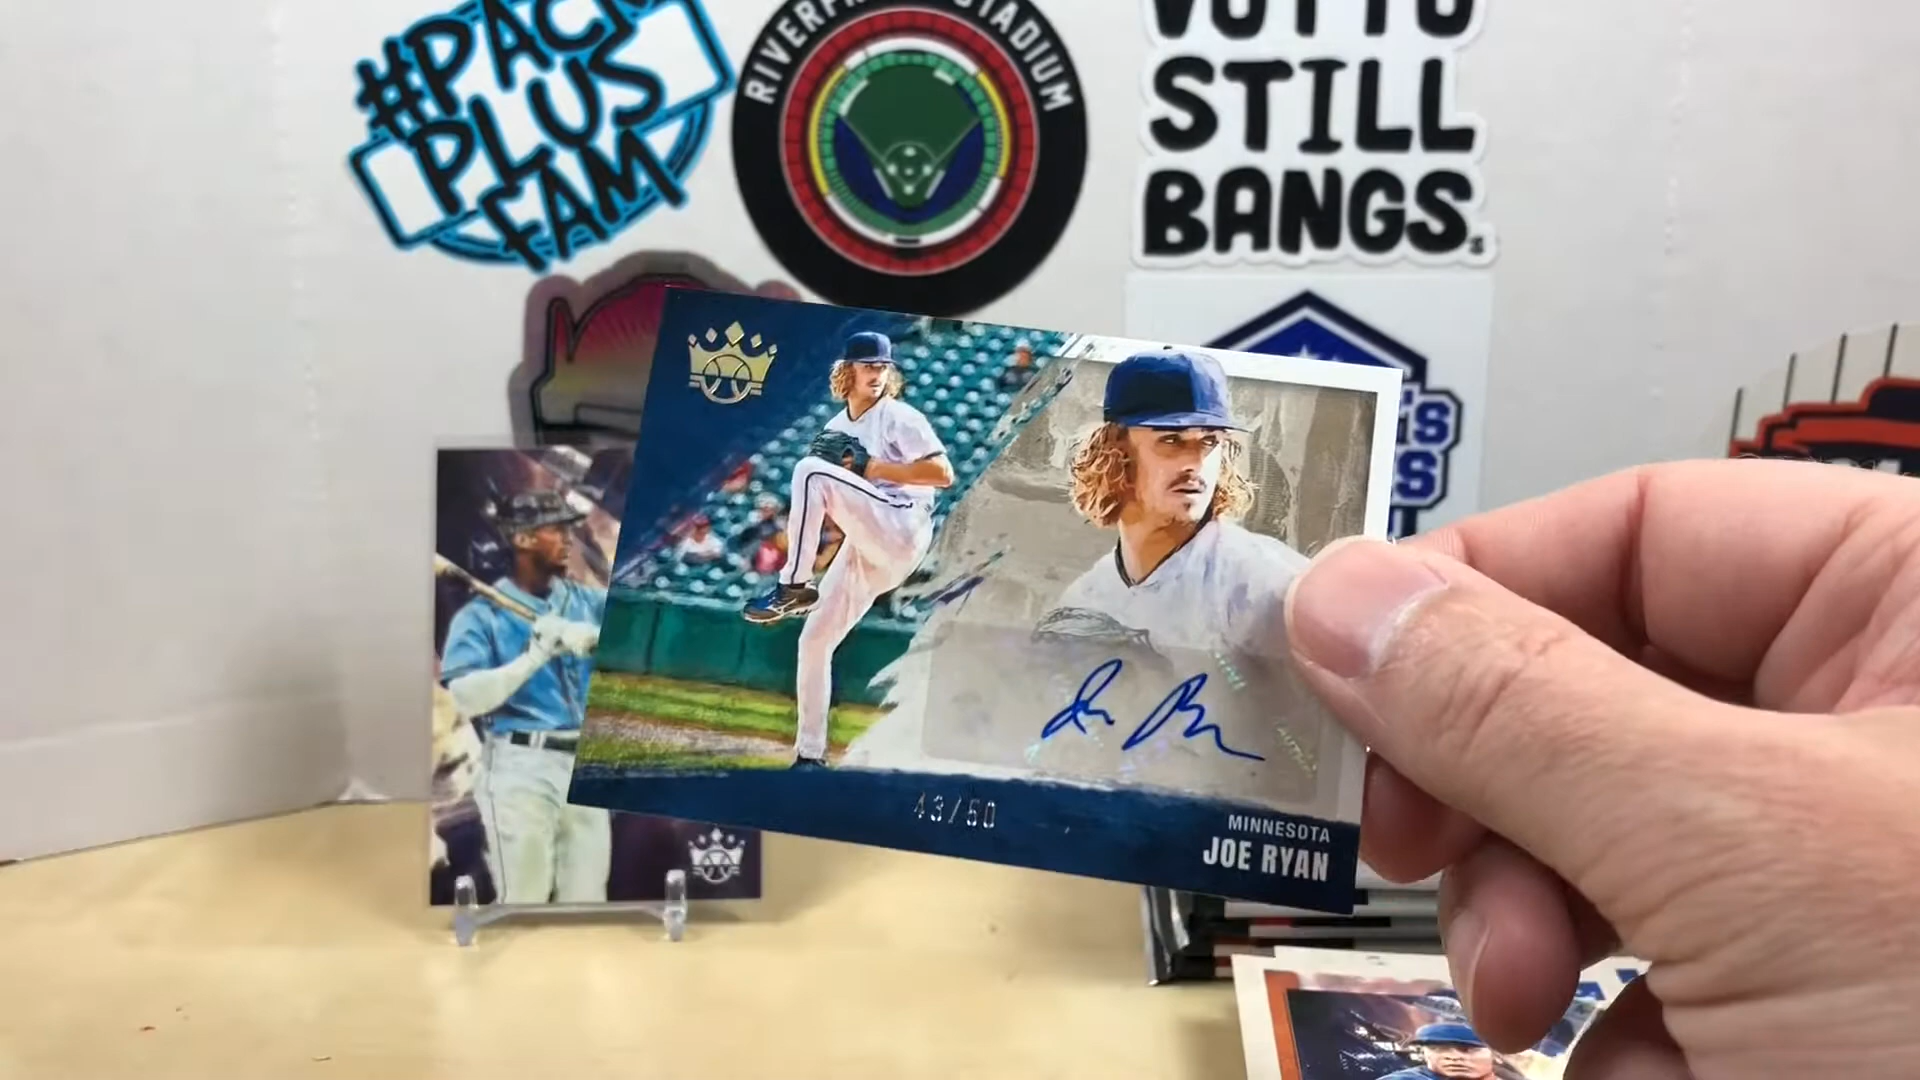 #PACK
PLUS
FAM
RIVERFRONT STADIUM
VOTTO
STILL
BANGS.
43/50
MINNESOTA
JOE RYAN